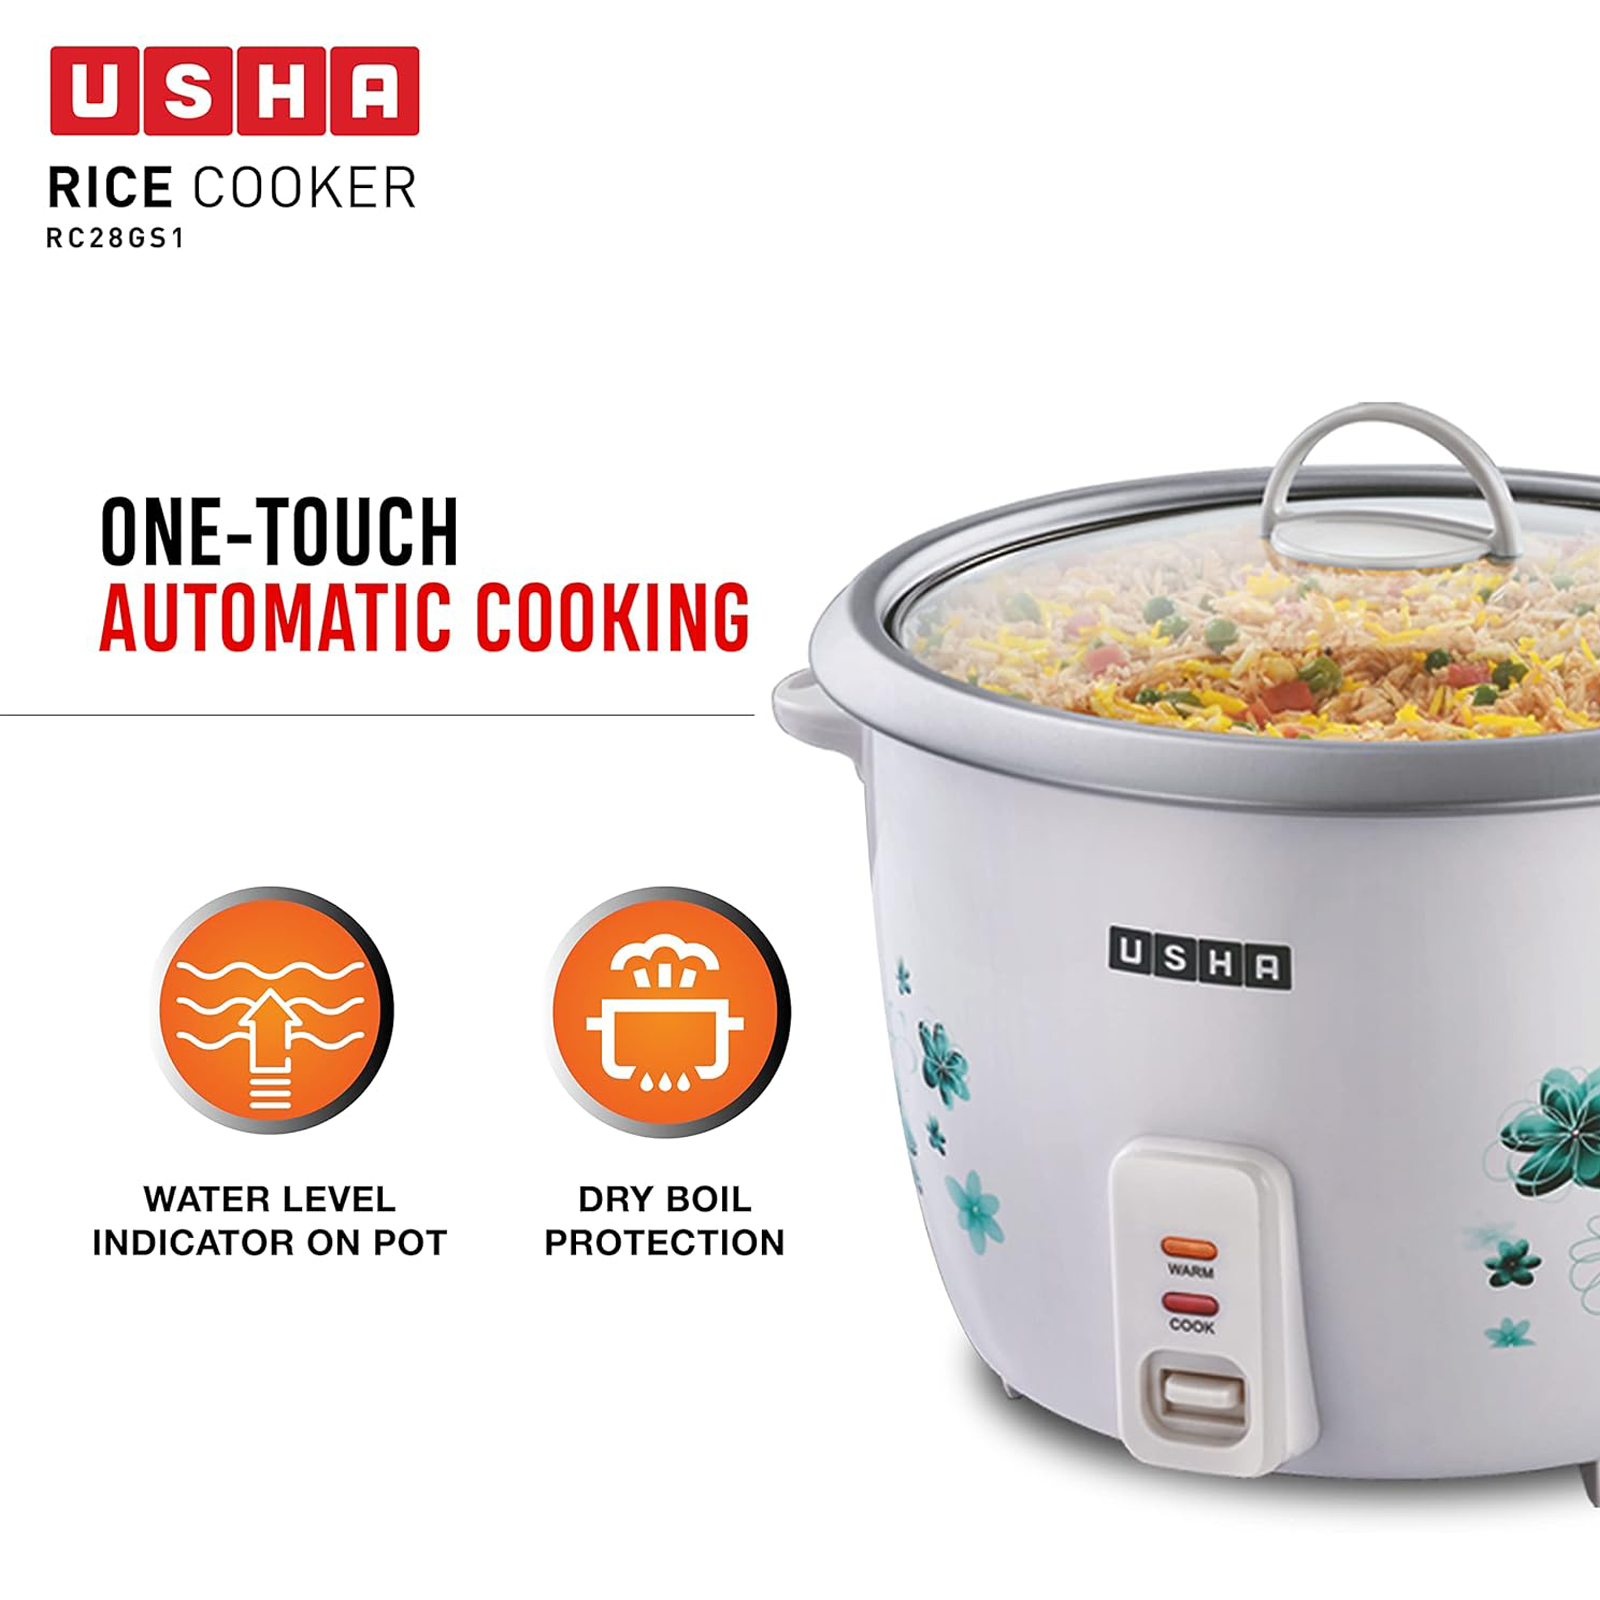 USHA
RICE COOKER
RC28GS1
ONE-TOUCH
AUTOMATIC COOKING
WATER LEVEL
INDICATOR ON POT
DRY BOIL
PROTECTION
USHA
WARM
COOK